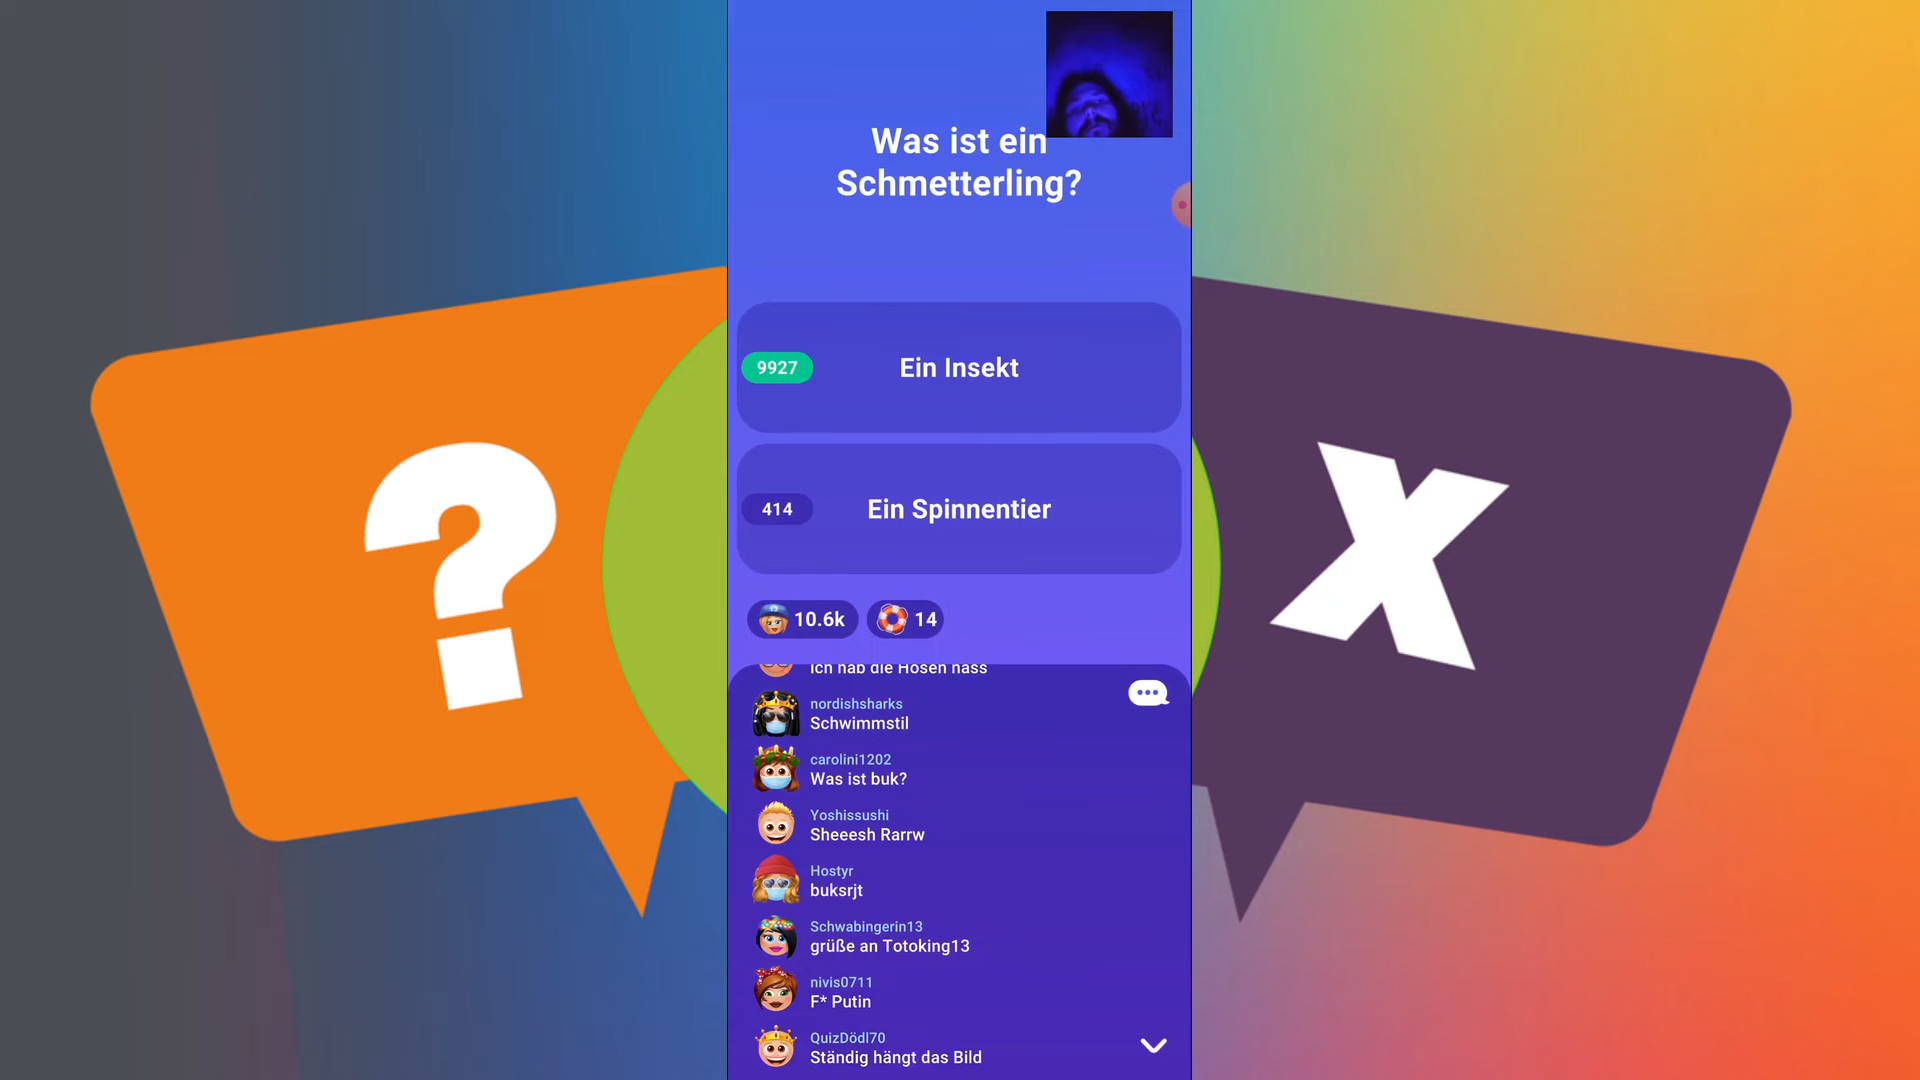 Was ist ein
Schmetterling?
9927
Ein Insekt
414
Ein Spinnentier
10.6k
14
Ich hab die Hosen nass
nordishsharks
Schwimmstil
carolini1202
Was ist buk?
Yoshissushi
Sheeesh Rarrw
Hostyr
buksrjt
Schwabingerin13
grüße an Totoking13
nivis0711
F* Putin
QuizDödl70
Ständig hängt das Bild
?
X